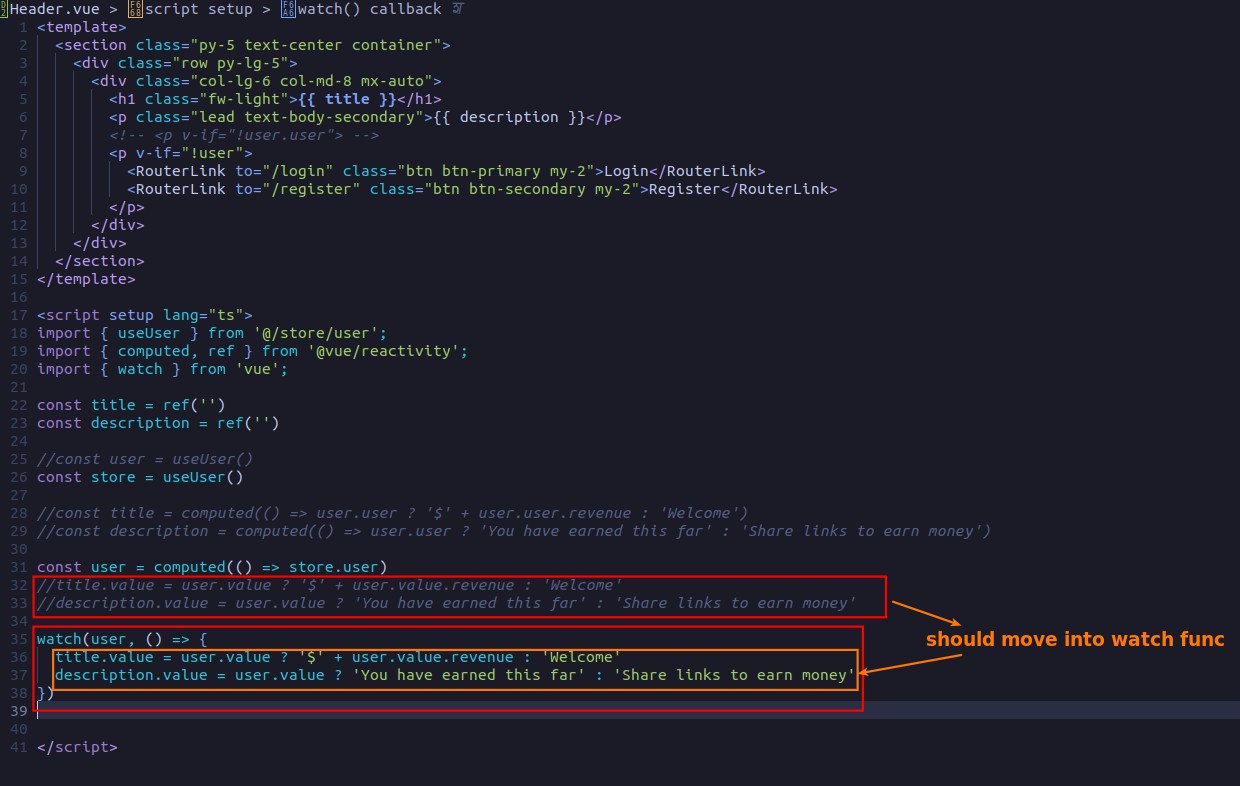 Header.vue > script setup > watch() callback
1 <template>
2 <section class="py-5 text-center container">
3 <div class="row py-lg-5">
4 <div class="col-lg-6 col-md-8 mx-auto">
5 <h1 class="fw-light">{{ title }}</h1>
6 <p class="lead text-body-secondary">{{ description }}</p>
7 <!-- <p v-if="!user.user"> -->
8 <p v-if="!user">
9 <RouterLink to="/login" class="btn btn-primary my-2">Login</RouterLink>
10 <RouterLink to="/register" class="btn btn-secondary my-2">Register</RouterLink>
11 </p>
12 </div>
13 </div>
14 </section>
15 </template>
16
17 <script setup lang="ts">
18 import { useUser } from '@/store/user';
19 import { computed, ref } from '@vue/reactivity';
20 import { watch } from 'vue';
21
22 const title = ref('')
23 const description = ref('')
24
25 //const user = useUser()
26 const store = useUser()
27
28 //const title = computed(() => user.user ? '$' + user.user.revenue : 'Welcome')
29 //const description = computed(() => user.user ? 'You have earned this far' : 'Share links to earn money')
30
31 const user = computed(() => store.user)
32 //title.value = user.value ? '$' + user.value.revenue : 'Welcome'
33 //description.value = user.value ? 'You have earned this far' : 'Share links to earn money'
34
35 watch(user, () => {
should move into watch func
36 title.value = user.value ? '$' + user.value.revenue : 'Welcome'
37 description.value = user.value ? 'You have earned this far' : 'Share links to earn money'
38 })
39
40
41 </script>